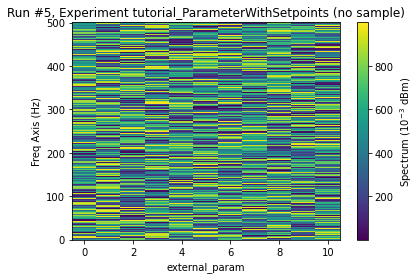 Run #5, Experiment tutorial_ParameterWithSetpoints (no sample)
500
400
300
200
100
0
Freq Axis (Hz)
0 2 4 6 8 10
external_param
800
600
400
200
Spectrum (10⁻³ dBm)